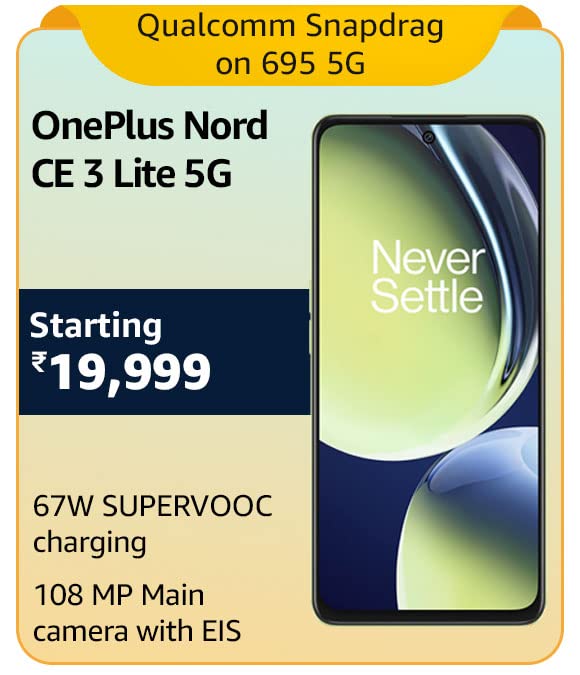 Qualcomm Snapdrag
on 695 5G
OnePlus Nord
CE 3 Lite 5G
Never
Settle
Starting
₹19,999
67W SUPERVOOC
charging
108 MP Main
camera with EIS